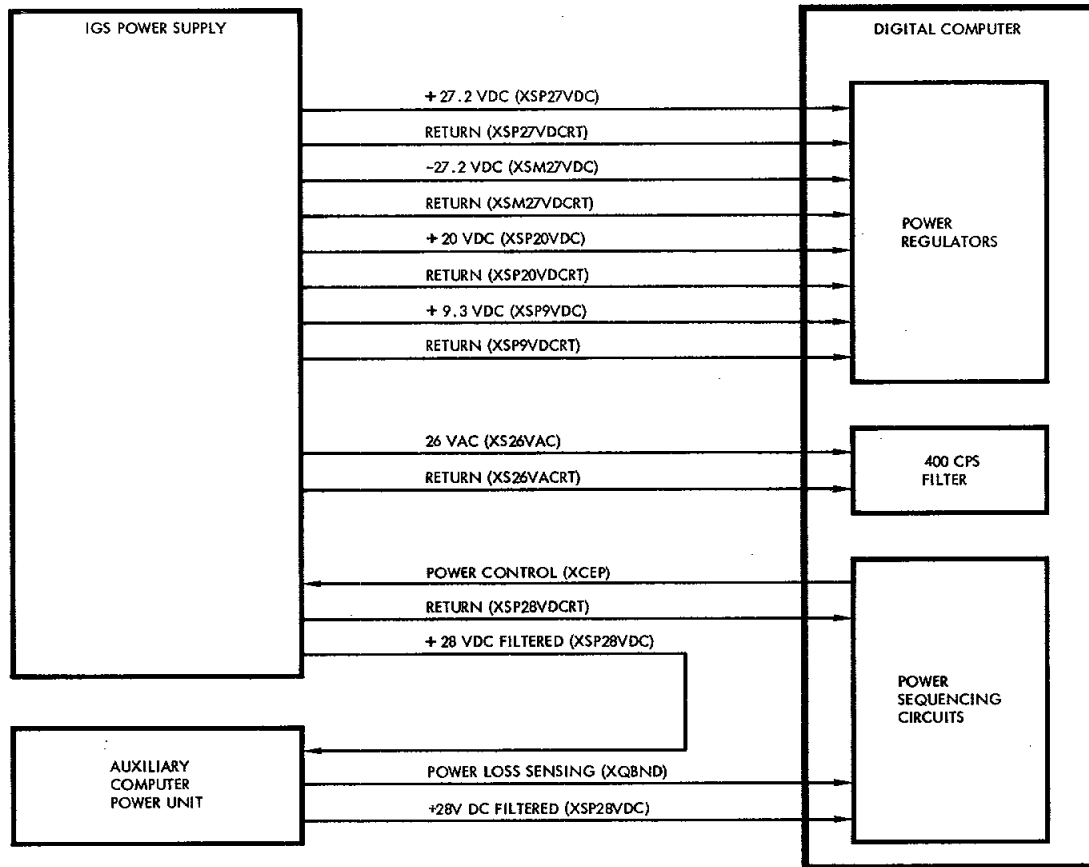 IGS POWER SUPPLY
DIGITAL COMPUTER
+ 27.2 VDC (XSP27VDC)
RETURN (XSP27VDCRT)
-27.2 VDC (XSM27VDC)
RETURN (XSM27VDCRT)
+ 20 VDC (XSP20VDC)
RETURN (XSP20VDCRT)
+ 9.3 VDC (XSP9VDC)
RETURN (XSP9VDCRT)
POWER
REGULATORS
26 VAC (XS26VAC)
RETURN (XS26VACRT)
400 CPS
FILTER
POWER CONTROL (XCEP)
RETURN (XSP28VDCRT)
+ 28 VDC FILTERED (XSP28VDC)
POWER
SEQUENCING
CIRCUITS
AUXILIARY
COMPUTER
POWER UNIT
POWER LOSS SENSING (XQBND)
+28V DC FILTERED (XSP28VDC)